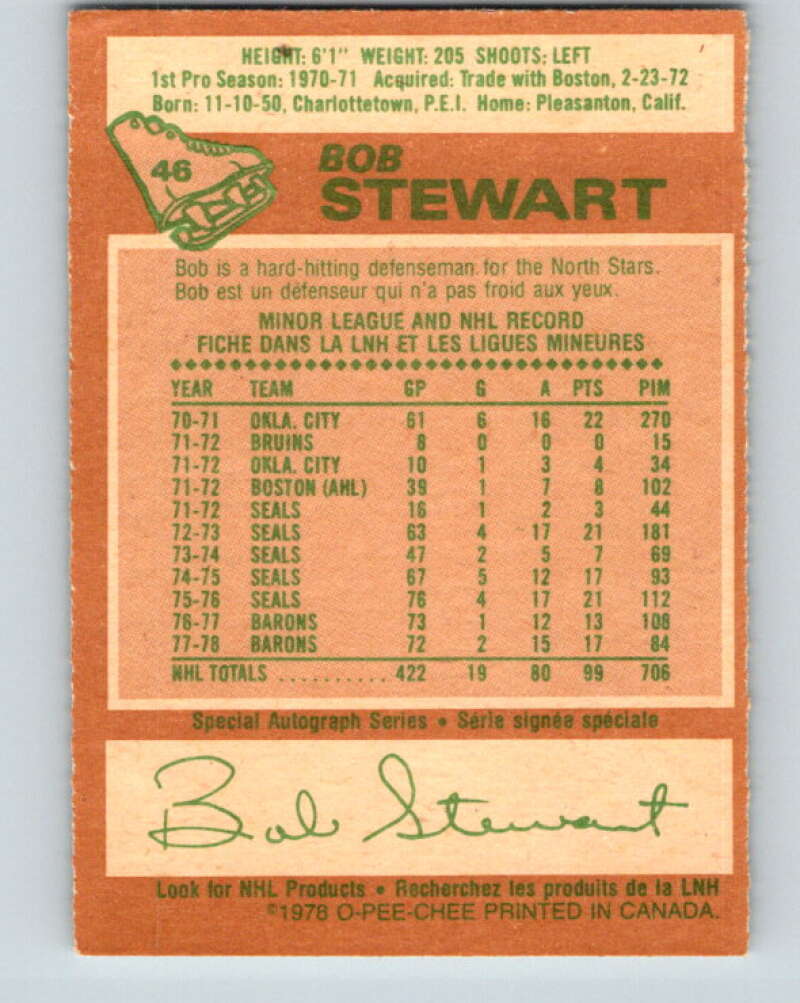 HEIGHT: 6'1" WEIGHT: 205 SHOOTS: LEFT
1st Pro Season: 1970-71 Acquired: Trade with Boston, 2-23-72
Born: 11-10-50, Charlottetown, P.E.I. Home: Pleasanton, Calif.
46
BOB
STEWART
Bob is a hard-hitting defenseman for the North Stars.
Bob est un défenseur qui n'a pas froid aux yeux.
MINOR LEAGUE AND NHL RECORD
FICHE DANS LA LNH ET LES LIGUES MINEURES
YEAR TEAM GP G A PTS PIM
70-71 OKLA. CITY 61 6 16 22 270
71-72 BRUINS 8 0 0 0 15
71-72 OKLA. CITY 10 1 3 4 34
71-72 BOSTON (AHL) 39 1 7 8 102
71-72 SEALS 16 1 2 3 44
72-73 SEALS 63 4 17 21 181
73-74 SEALS 47 2 5 7 69
74-75 SEALS 67 5 12 17 93
75-76 SEALS 76 4 17 21 112
76-77 BARONS 73 1 12 13 108
77-78 BARONS 72 2 15 17 84
NHL TOTALS .......... 422 19 80 99 706
Special Autograph Series • Série signée spéciale
Bob Stewart
Look for NHL Products • Recherchez les produits de la LNH
©1978 O-PEE-CHEE PRINTED IN CANADA.